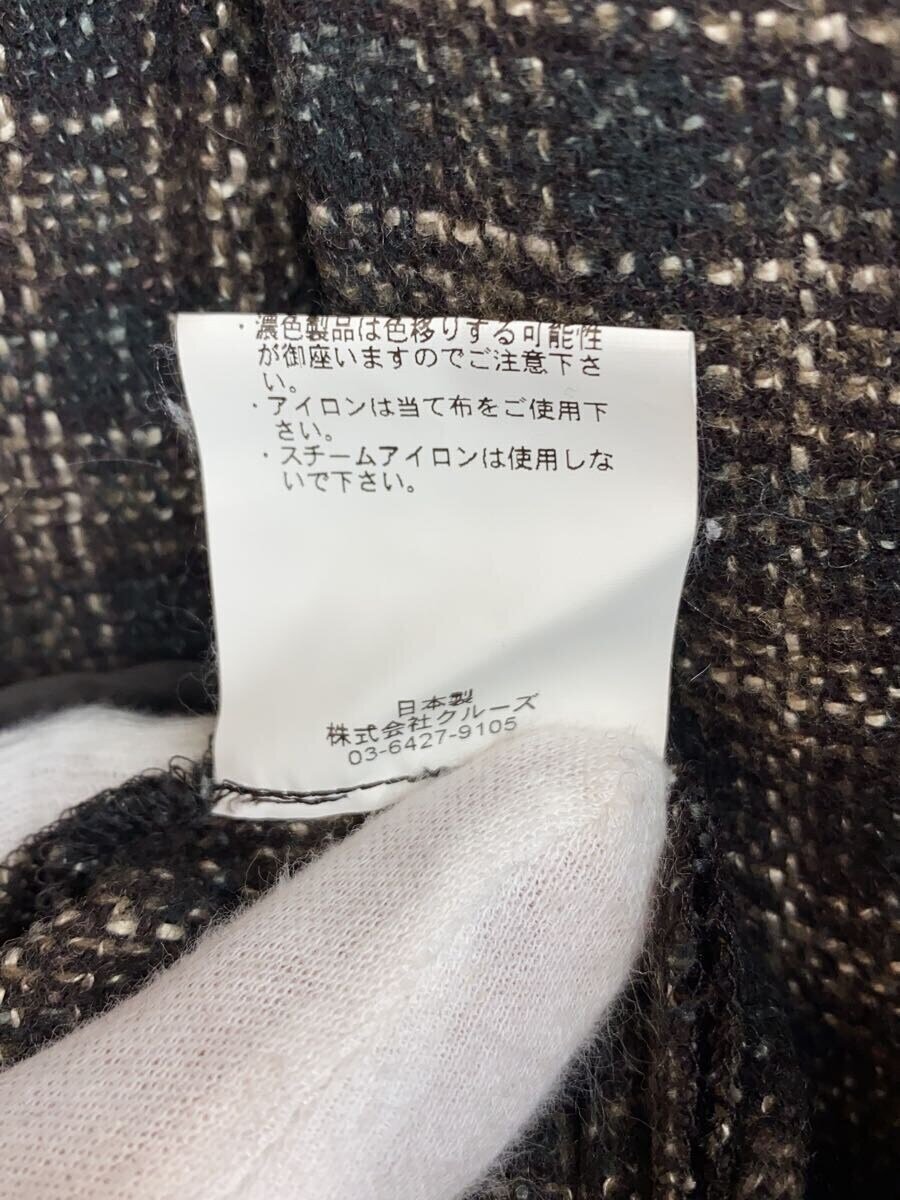 ・濃色製品は色移りする可能性
が御座いますのでご注意下さ
い。
・アイロンは当て布をご使用下
さい。
・スチームアイロンは使用しな
いで下さい。
日本製
株式会社クルーズ
03-6427-9105